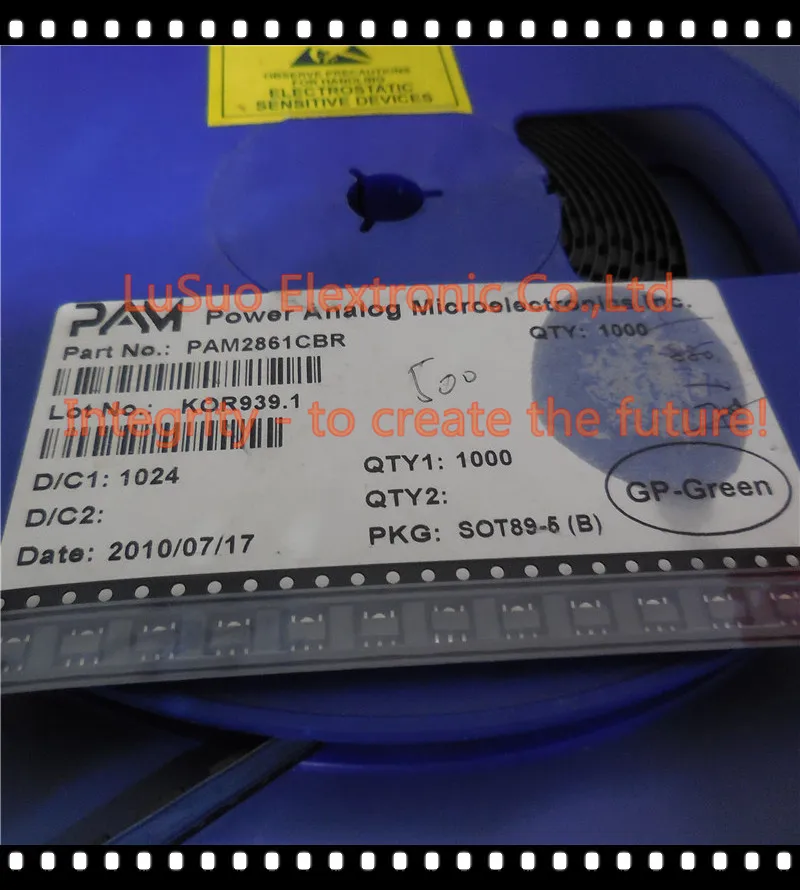 OBSERVE PRECAUTIONS
FOR HANDLING
ELECTROSTATIC
SENSITIVE DEVICES
LuSuo Elextronic Co.,Ltd
PAM Power Analog Microelectronics Inc.
Part No.: PAM2861CBR
QTY: 1000
500
Lot No.: KOR939.1
Integrity - to create the future!
D/C1: 1024
QTY1: 1000
D/C2:
QTY2:
GP-Green
Date: 2010/07/17
PKG: SOT89-5 (B)